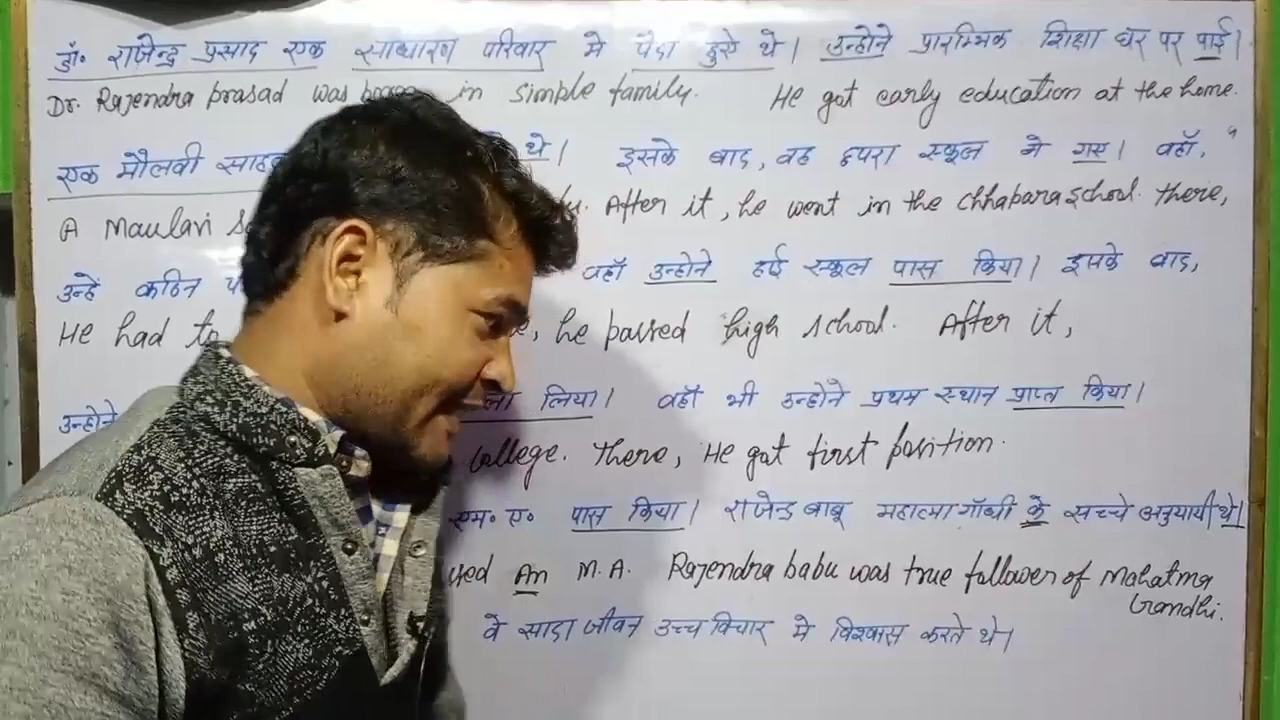 डॉ. राजेन्द्र प्रसाद एक साधारण परिवार मे पैदा हुऐ थे। उन्होने प्रारम्भिक शिक्षा घर पर पाई।
Dr. Rajendra prasad was in simple family. He got early education at the home.
एक मौलवी साहब थे। इसके बाद, वह छपरा स्कूल मे गए। वहाँ,
A Maulavi After it, he went in the Chhapara school. There,
उन्हें कठिन वहाँ उन्होने हाई स्कूल पास किया। इसके बाद,
He had to he passed high school. After it,
उन्होने लिया। वहाँ भी उन्होंने प्रथम स्थान प्राप्त किया।
College. There, He got first position.
एम. ए. पास किया। राजेन्द्र बाबू महात्मा गाँधी के सच्चे अनुयायी थे।
An M.A. Rajendra babu was true follower of Mahatma
Gandhi.
वे सादा जीवन उच्च विचार मे विश्वास करते थे।